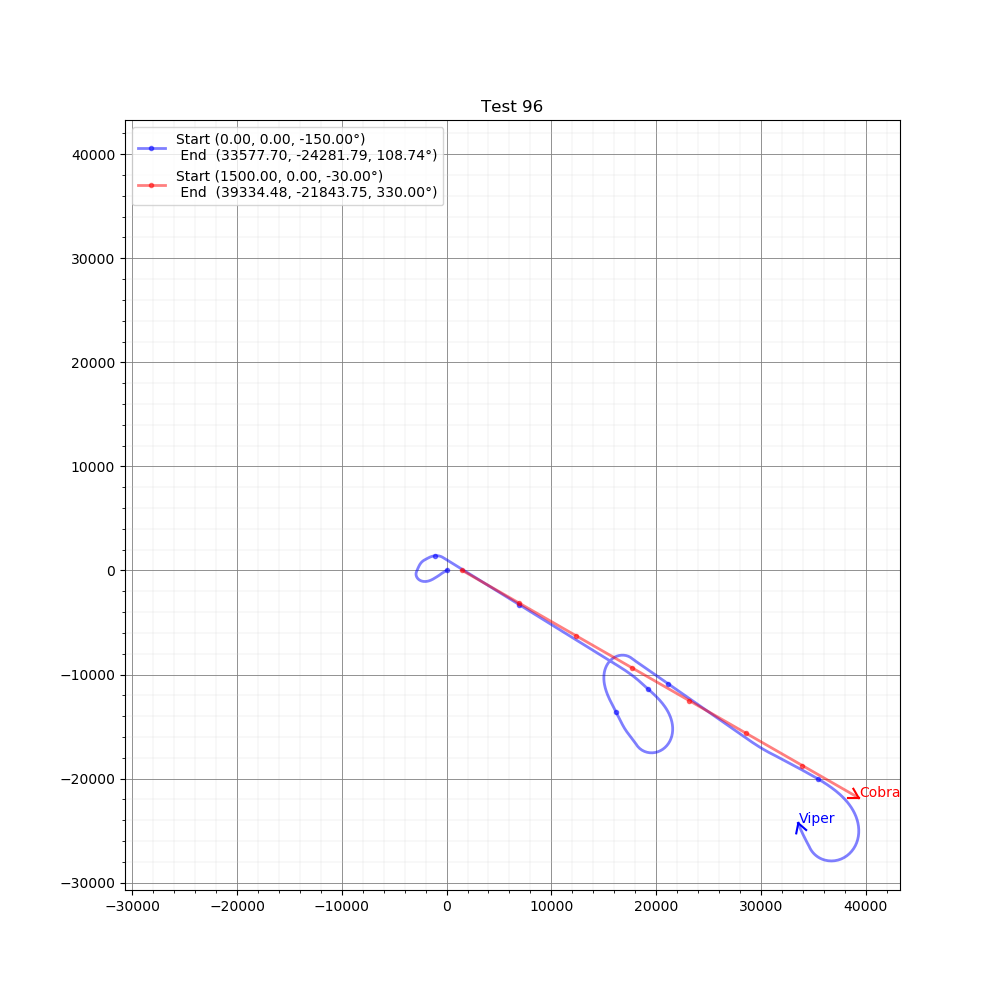 Test 96
Start (0.00, 0.00, -150.00°)
End  (33577.70, -24281.79, 108.74°)
Start (1500.00, 0.00, -30.00°)
End  (39334.48, -21843.75, 330.00°)
40000
30000
20000
10000
0
−10000
−20000
−30000
Cobra
Viper
−30000 −20000 −10000 0 10000 20000 30000 40000